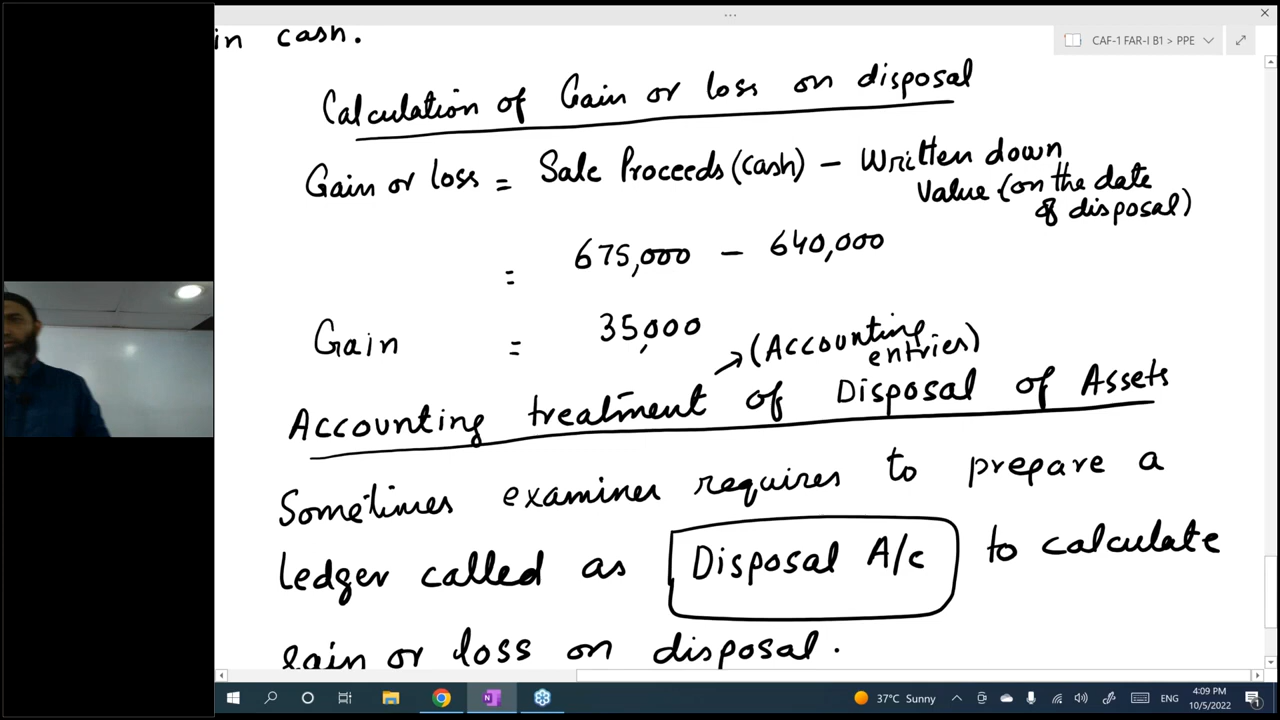 in cash.
CAF-1 FAR-I B1 > PPE
Calculation of Gain or loss on disposal
Gain or loss = Sale Proceeds (cash) – Written down
Value (on the date
of disposal)
= 675,000 – 640,000
Gain = 35,000
→ (Accounting
entries)
Accounting treatment of Disposal of Assets
Sometimes examiner requires to prepare a
ledger called as Disposal A/c to calculate
gain or loss on disposal.
37°C Sunny
ENG
4:09 PM
10/5/2022
1